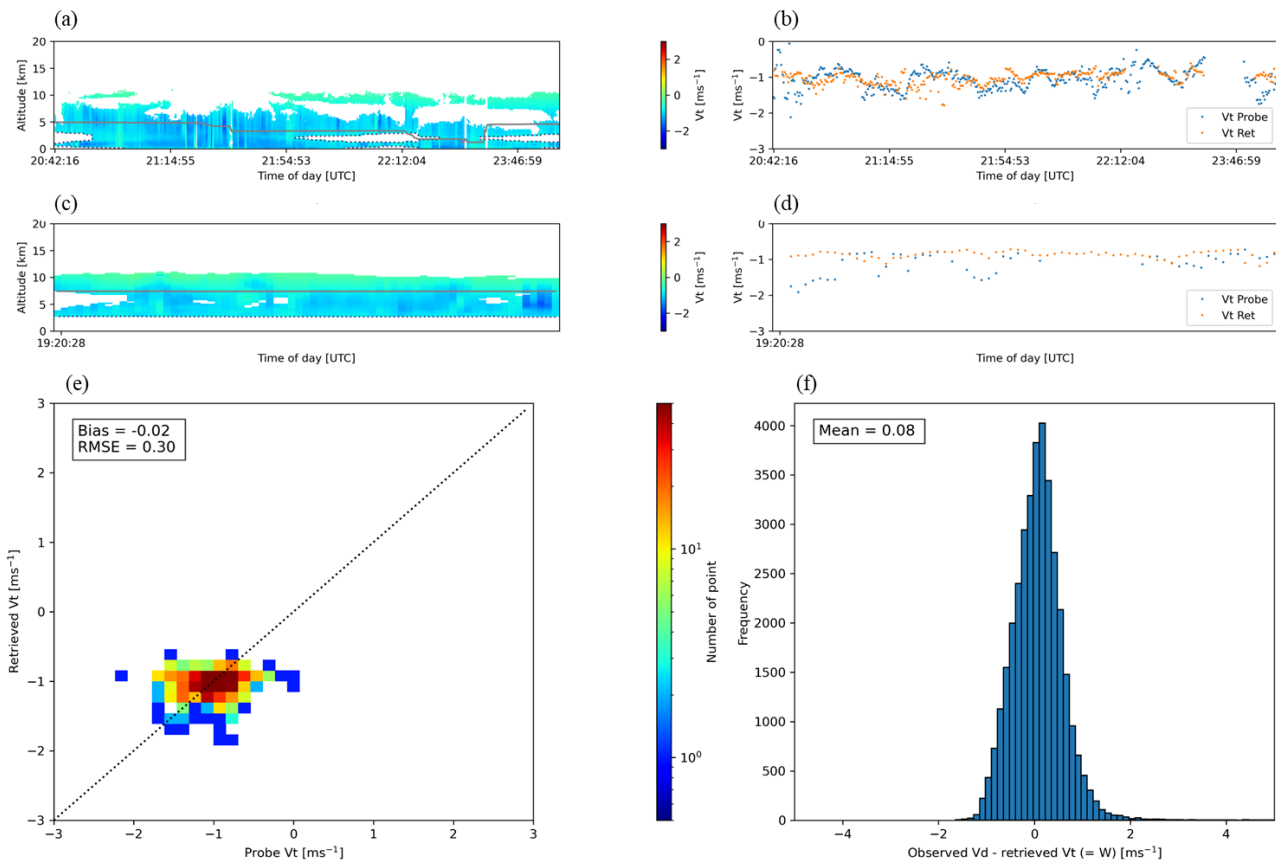 (a)
(b)
20
15
10
5
0
Altitude [km]
20:42:16
21:14:55
21:54:53
22:12:04
23:46:59
Time of day [UTC]
2
0
−2
Vt [ms⁻¹]
0
−1
−2
−3
Vt [ms⁻¹]
Vt Probe
Vt Ret
20:42:16
21:14:55
21:54:53
22:12:04
23:46:59
Time of day [UTC]
(c)
(d)
20
15
10
5
0
Altitude [km]
19:20:28
Time of day [UTC]
2
0
−2
Vt [ms⁻¹]
0
−1
−2
−3
Vt [ms⁻¹]
Vt Probe
Vt Ret
19:20:28
Time of day [UTC]
(e)
(f)
Bias = -0.02
RMSE = 0.30
3
2
1
0
−1
−2
−3
Retrieved Vt [ms⁻¹]
−3
−2
−1
0
1
2
3
Probe Vt [ms⁻¹]
10¹
10⁰
Number of point
Mean = 0.08
4000
3500
3000
2500
2000
1500
1000
500
0
Frequency
−4
−2
0
2
4
Observed Vd - retrieved Vt (= W) [ms⁻¹]